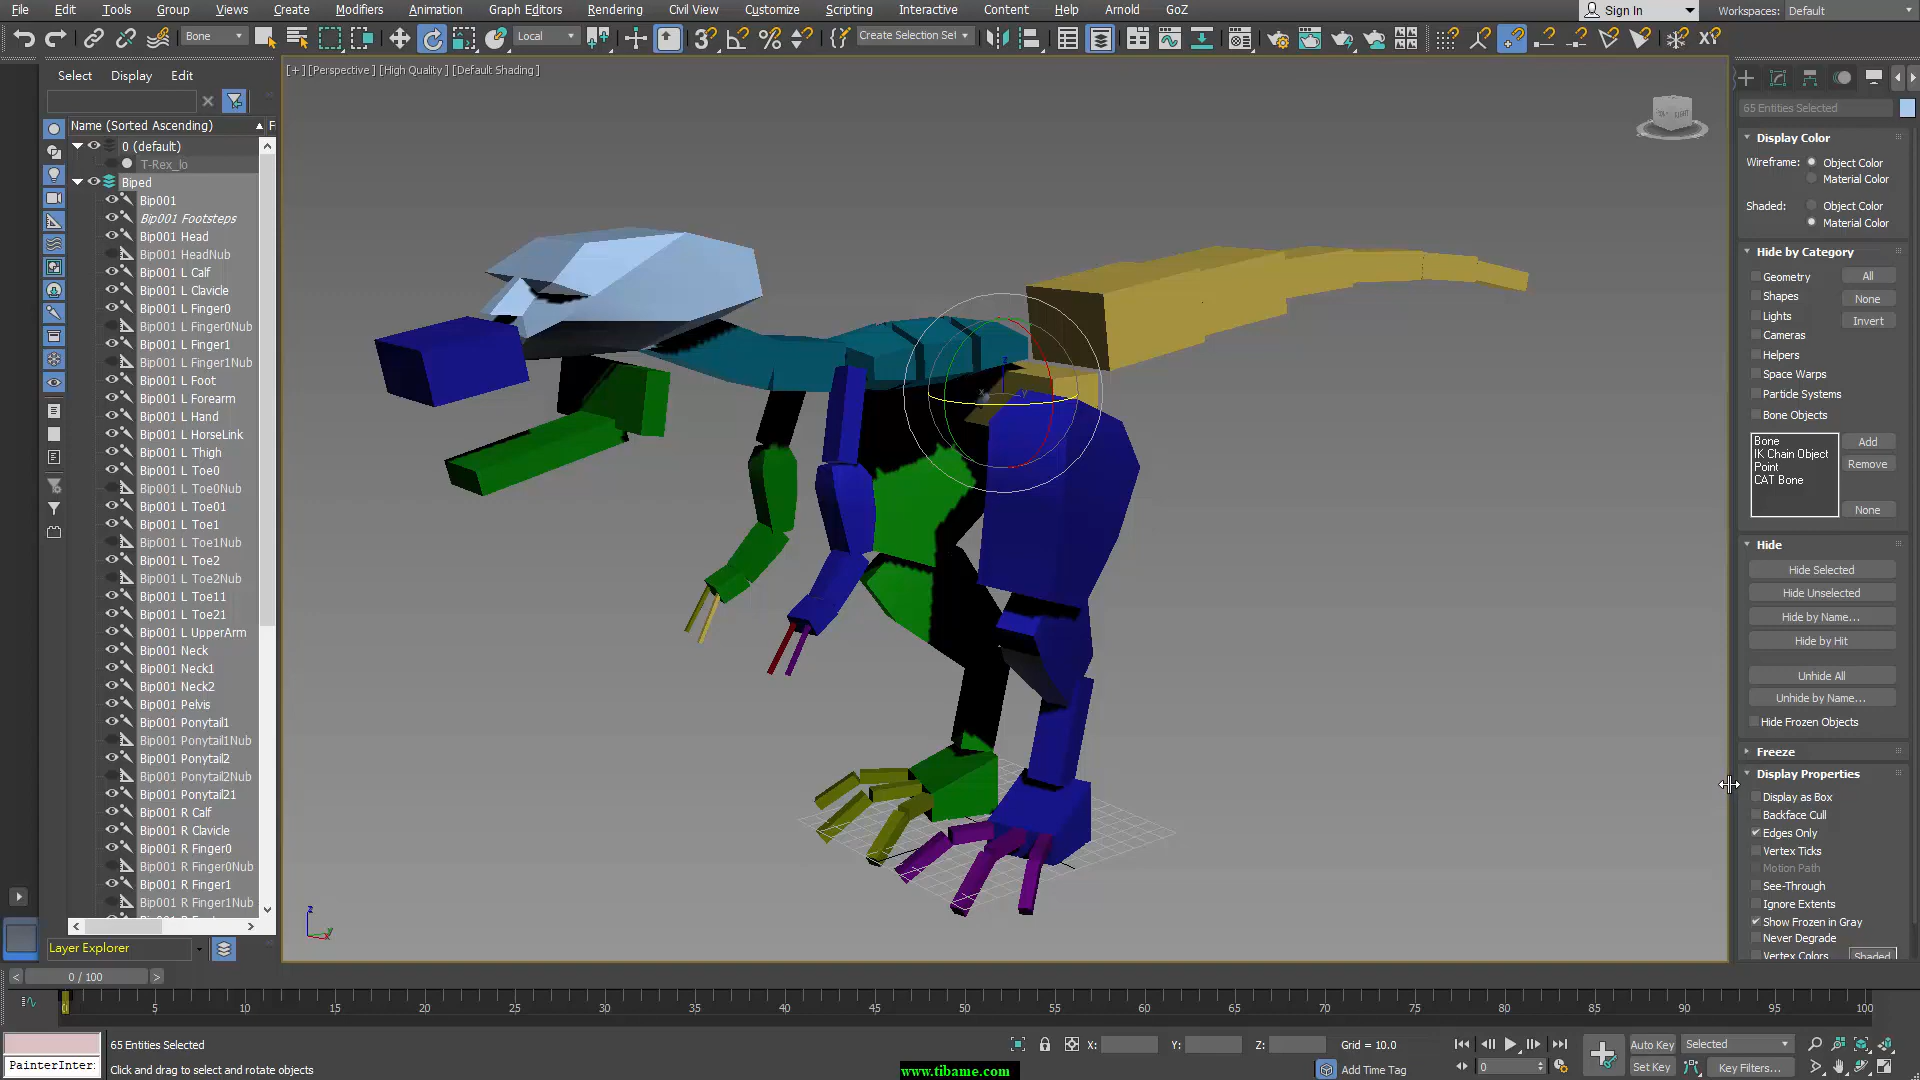 File Edit Tools Group Views Create Modifiers Animation Graph Editors Rendering Civil View Customize Scripting Interactive Content Help Arnold GoZ Sign In Workspaces: Default
Bone Local Create Selection Set
Select Display Edit
[+] [Perspective] [High Quality] [Default Shading]
Name (Sorted Ascending) F
0 (default)
T-Rex_lo
Biped
Bip001
Bip001 Footsteps
Bip001 Head
Bip001 HeadNub
Bip001 L Calf
Bip001 L Clavicle
Bip001 L Finger0
Bip001 L Finger0Nub
Bip001 L Finger1
Bip001 L Finger1Nub
Bip001 L Foot
Bip001 L Forearm
Bip001 L Hand
Bip001 L HorseLink
Bip001 L Thigh
Bip001 L Toe0
Bip001 L Toe0Nub
Bip001 L Toe01
Bip001 L Toe1
Bip001 L Toe1Nub
Bip001 L Toe2
Bip001 L Toe2Nub
Bip001 L Toe11
Bip001 L Toe21
Bip001 L UpperArm
Bip001 Neck
Bip001 Neck1
Bip001 Neck2
Bip001 Pelvis
Bip001 Ponytail1
Bip001 Ponytail1Nub
Bip001 Ponytail2
Bip001 Ponytail2Nub
Bip001 Ponytail21
Bip001 R Calf
Bip001 R Clavicle
Bip001 R Finger0
Bip001 R Finger0Nub
Bip001 R Finger1
Bip001 R Finger1Nub
Layer Explorer
65 Entities Selected
Display Color
Wireframe: Object Color
Material Color
Shaded: Object Color
Material Color
Hide by Category
Geometry All
Shapes None
Lights Invert
Cameras
Helpers
Space Warps
Particle Systems
Bone Objects
Bone Add
IK Chain Object
Point Remove
CAT Bone
None
Hide
Hide Selected
Hide Unselected
Hide by Name...
Hide by Hit
Unhide All
Unhide by Name...
Hide Frozen Objects
Freeze
Display Properties
Display as Box
Backface Cull
Edges Only
Vertex Ticks
Motion Path
See-Through
Ignore Extents
Show Frozen in Gray
Never Degrade
Vertex Colors Shaded
0 / 100
0 5 10 15 20 25 30 35 40 45 50 55 60 65 70 75 80 85 90 95 100
65 Entities Selected X: Y: Z: Grid = 10.0 Auto Key Selected
PainterInter: Click and drag to select and rotate objects www.tibame.com Add Time Tag 0 Set Key Key Filters...